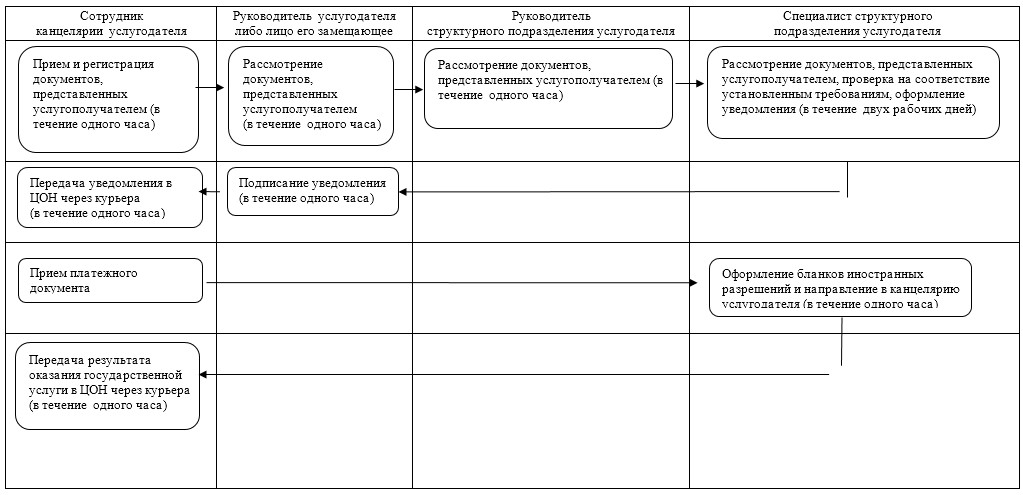 Сотрудник
канцелярии услугодателя
Руководитель услугодателя
либо лицо его замещающее
Руководитель
структурного подразделения услугодателя
Специалист структурного
подразделения услугодателя
Прием и регистрация
документов,
представленных
услугополучателем (в
течение одного часа)
Рассмотрение
документов,
представленных
услугополучателем
(в течение одного часа)
Рассмотрение документов,
представленных услугополучателем (в
течение одного часа)
Рассмотрение документов, представленных
услугополучателем, проверка на соответствие
установленным требованиям, оформление
уведомления (в течение двух рабочих дней)
Передача уведомления в
ЦОН через курьера
(в течение одного часа)
Подписание уведомления
(в течение одного часа)
Прием платежного
документа
Оформление бланков иностранных
разрешений и направление в канцелярию
услугодателя (в течение одного часа)
Передача результата
оказания государственной
услуги в ЦОН через курьера
(в течение одного часа)